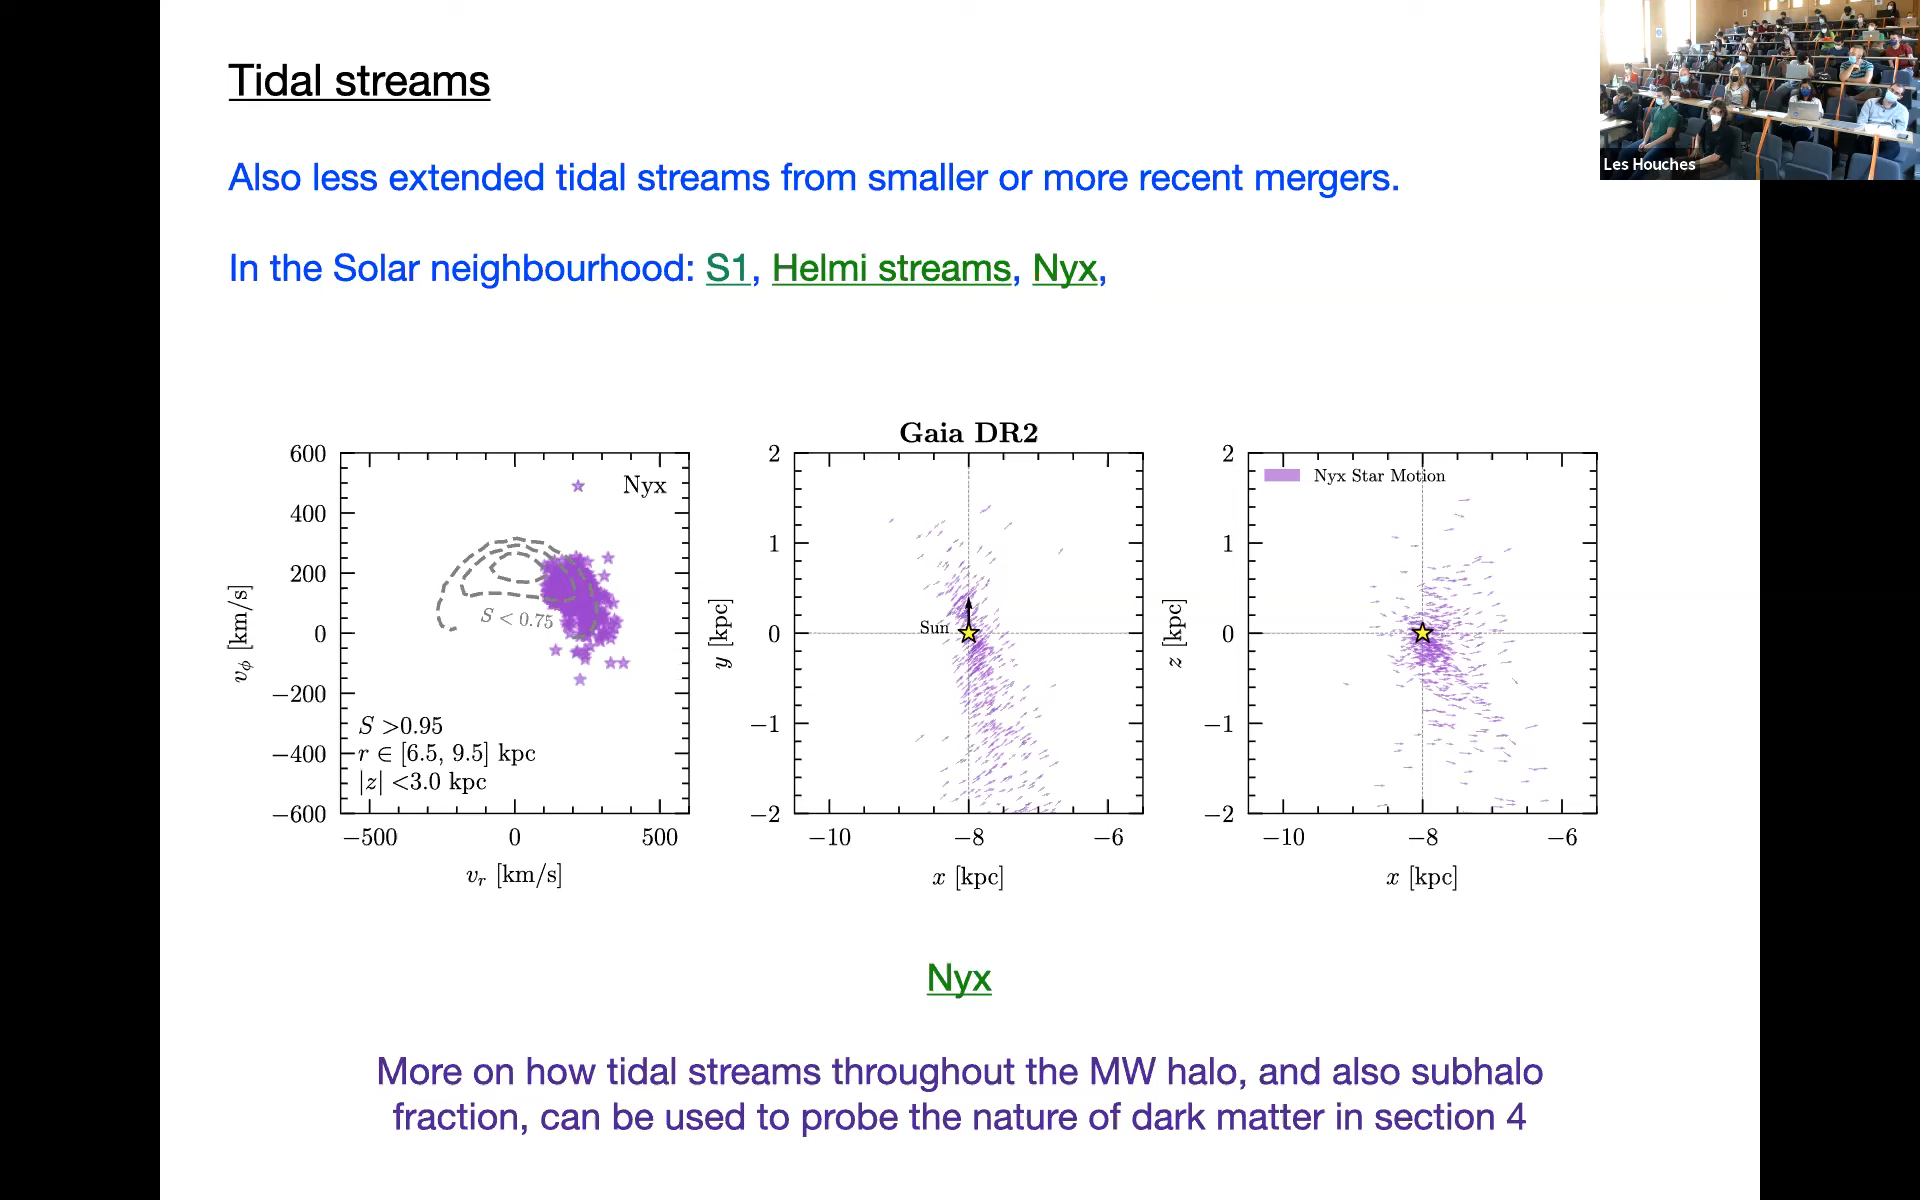 Tidal streams
Les Houches
Also less extended tidal streams from smaller or more recent mergers.
In the Solar neighbourhood: S1, Helmi streams, Nyx,
Gaia DR2
600
400
200
0
−200
−400
−600
v_ϕ [km/s]
Nyx
S < 0.75
S >0.95
r ∈ [6.5, 9.5] kpc
|z| <3.0 kpc
−500 0 500
v_r [km/s]
2
1
0
−1
−2
y [kpc]
Sun
−10 −8 −6
x [kpc]
2
1
0
−1
−2
z [kpc]
Nyx Star Motion
−10 −8 −6
x [kpc]
Nyx
More on how tidal streams throughout the MW halo, and also subhalo
fraction, can be used to probe the nature of dark matter in section 4